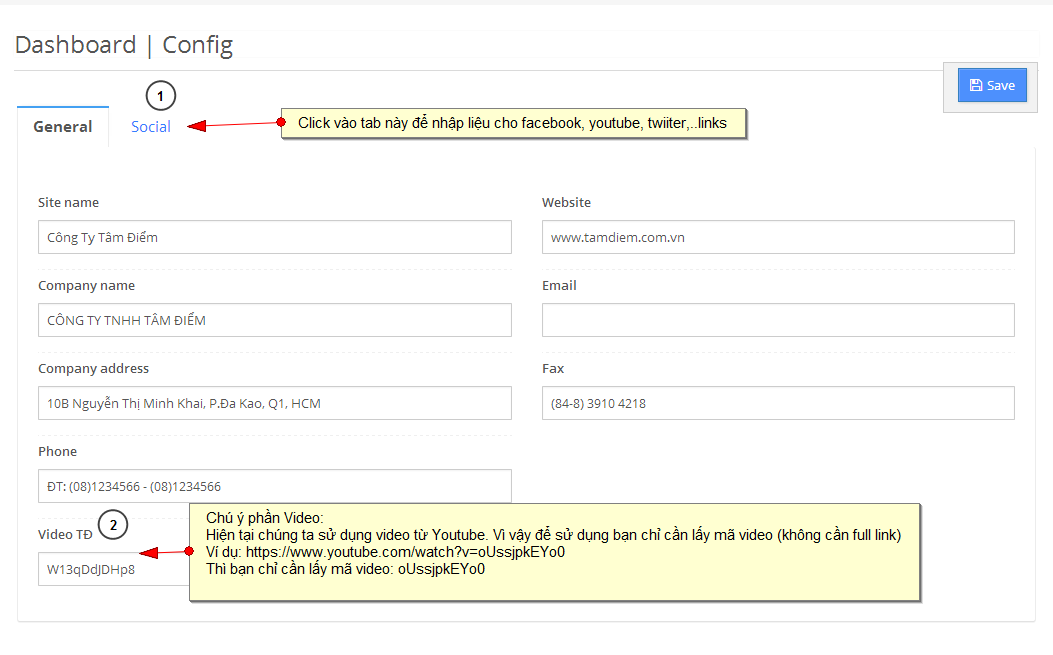 Dashboard | Config
Save
1
General
Social
Click vào tab này để nhập liệu cho facebook, youtube, twiiter,..links
Site name
Website
Công Ty Tâm Điểm
www.tamdiem.com.vn
Company name
Email
CÔNG TY TNHH TÂM ĐIỂM
Company address
Fax
10B Nguyễn Thị Minh Khai, P.Đa Kao, Q1, HCM
(84-8) 3910 4218
Phone
ĐT: (08)1234566 - (08)1234566
2
Video TĐ
W13qDdJDHp8
Chú ý phần Video:
Hiện tại chúng ta sử dụng video từ Youtube. Vì vậy để sử dụng bạn chỉ cần lấy mã video (không cần full link)
Ví dụ: https://www.youtube.com/watch?v=oUssjpkEYo0
Thì bạn chỉ cần lấy mã video: oUssjpkEYo0